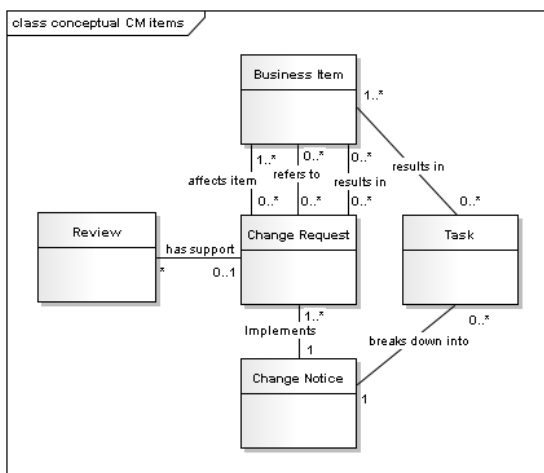 class conceptual CM items
Business Item
1..*
1..* 0..* 0..*
affects item refers to results in
results in
0..* 0..* 0..*
0..*
Review
has support
* 0..1
Change Request
Task
1..*
0..*
Implements
breaks down into
1
1
Change Notice